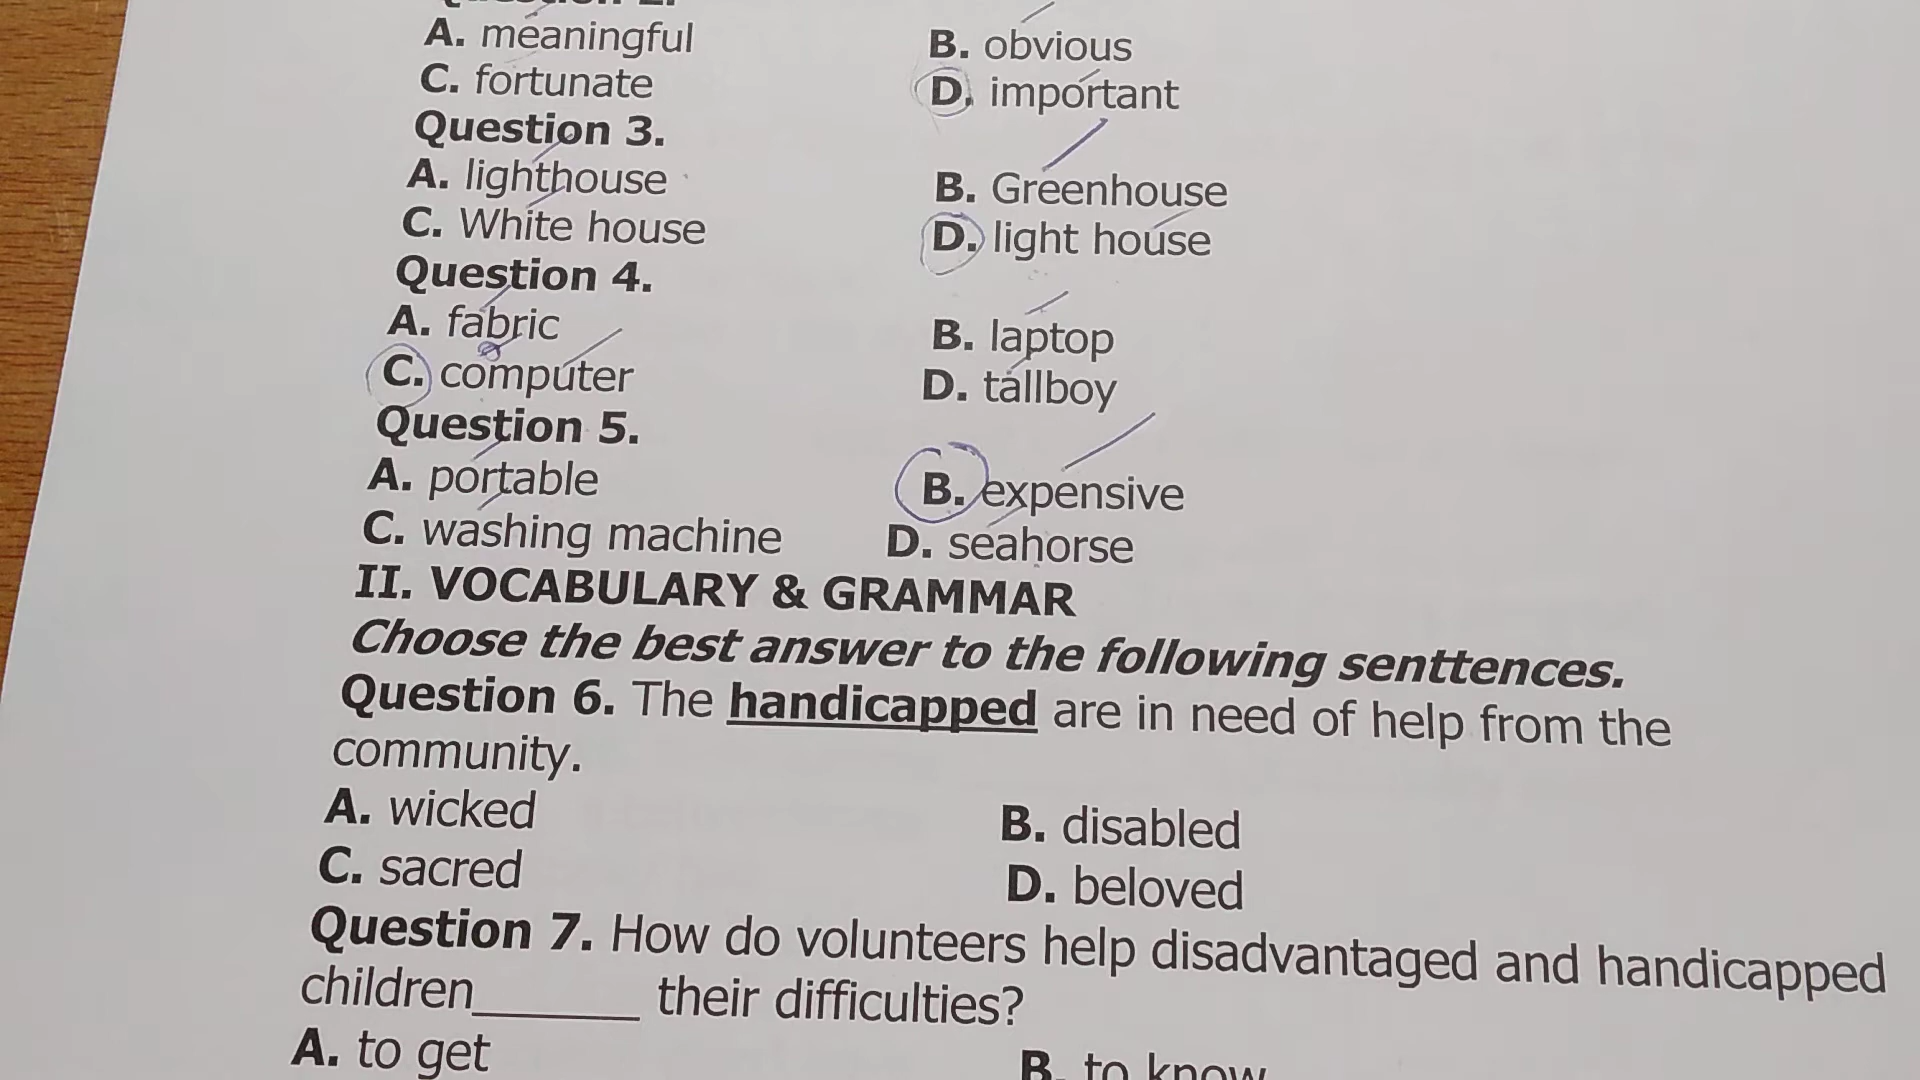 A. meaningful B. obvious
C. fortunate D. important
Question 3.
A. lighthouse B. Greenhouse
C. White house D. light house
Question 4.
A. fabric B. laptop
C. computer D. tallboy
Question 5.
A. portable B. expensive
C. washing machine D. seahorse
II. VOCABULARY & GRAMMAR
Choose the best answer to the following senttences.
Question 6. The handicapped are in need of help from the
community.
A. wicked B. disabled
C. sacred D. beloved
Question 7. How do volunteers help disadvantaged and handicapped
children_______ their difficulties?
A. to get B. to know